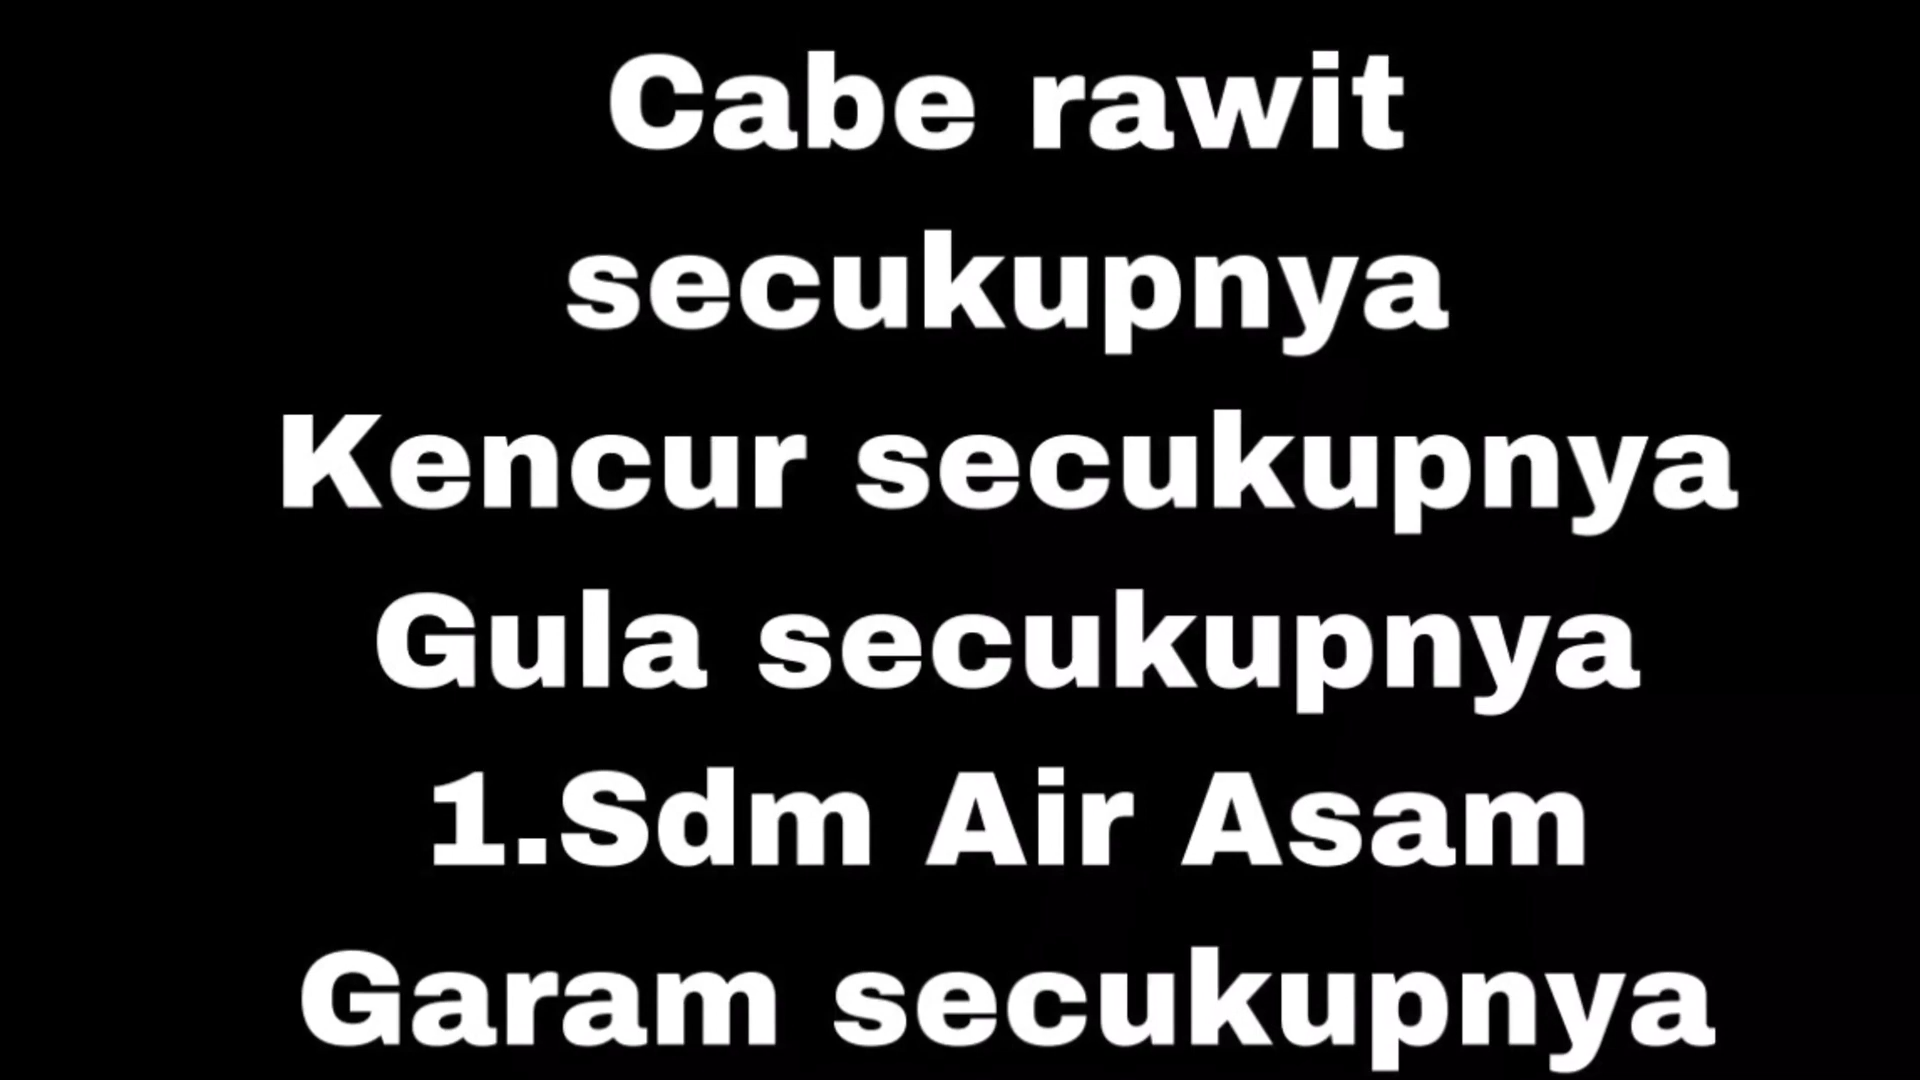 Cabe rawit
secukupnya
Kencur secukupnya
Gula secukupnya
1.Sdm Air Asam
Garam secukupnya